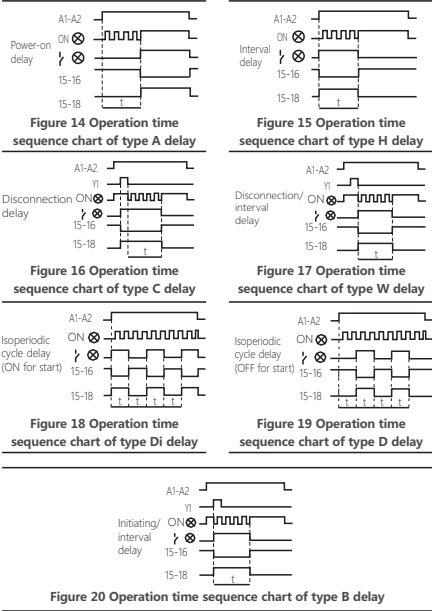 A1-A2
ON
Power-on
delay
15-16
15-18
t
Figure 14 Operation time
sequence chart of type A delay
A1-A2
ON
Interval
delay
15-16
15-18
t
Figure 15 Operation time
sequence chart of type H delay
A1-A2
Y1
Disconnection ON
delay
15-16
15-18
t
Figure 16 Operation time
sequence chart of type C delay
A1-A2
Y1
Disconnection/ ON
interval
delay
15-16
15-18
t
Figure 17 Operation time
sequence chart of type W delay
A1-A2
Isoperiodic ON
cycle delay
(ON for start) 15-16
15-18
t t t t
Figure 18 Operation time
sequence chart of type Di delay
A1-A2
Isoperiodic ON
cycle delay
(OFF for start) 15-16
15-18
t t t t
Figure 19 Operation time
sequence chart of type D delay
A1-A2
Y1
Initiating/ ON
interval
delay 15-16
15-18
t
Figure 20 Operation time sequence chart of type B delay